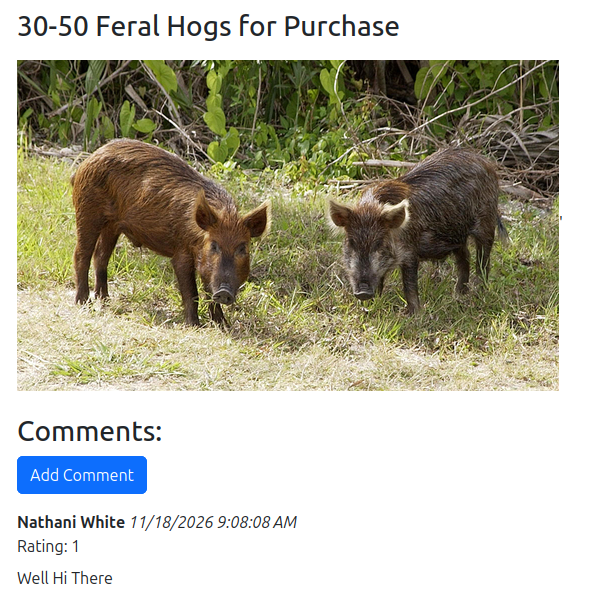 30-50 Feral Hogs for Purchase
Comments:
Add Comment
Nathani White 11/18/2026 9:08:08 AM
Rating: 1
Well Hi There